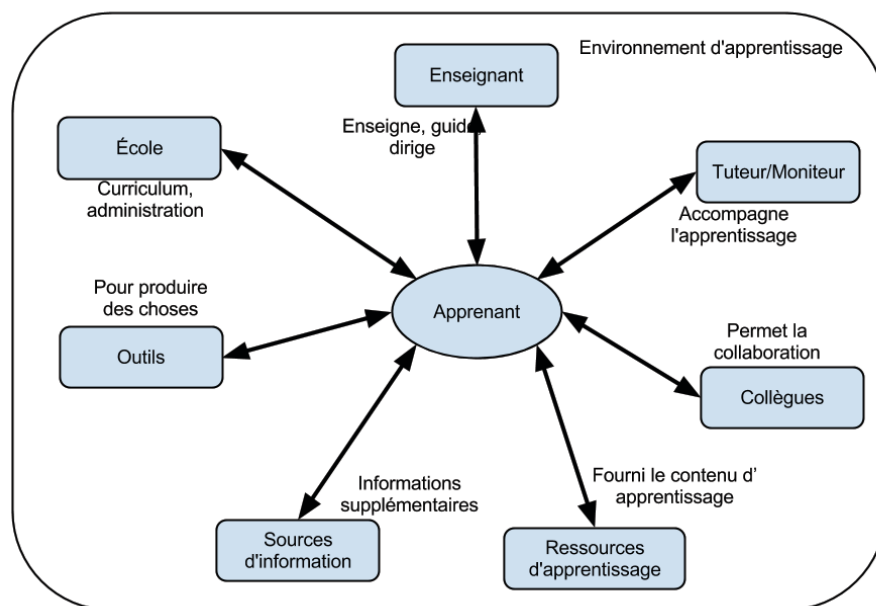 Environnement d'apprentissage
Enseignant
Enseigne, guide,
dirige
École
Curriculum,
administration
Tuteur/Moniteur
Accompagne
l'apprentissage
Pour produire
des choses
Outils
Apprenant
Permet la
collaboration
Collègues
Informations
supplémentaires
Sources
d'information
Fourni le contenu d'
apprentissage
Ressources
d'apprentissage